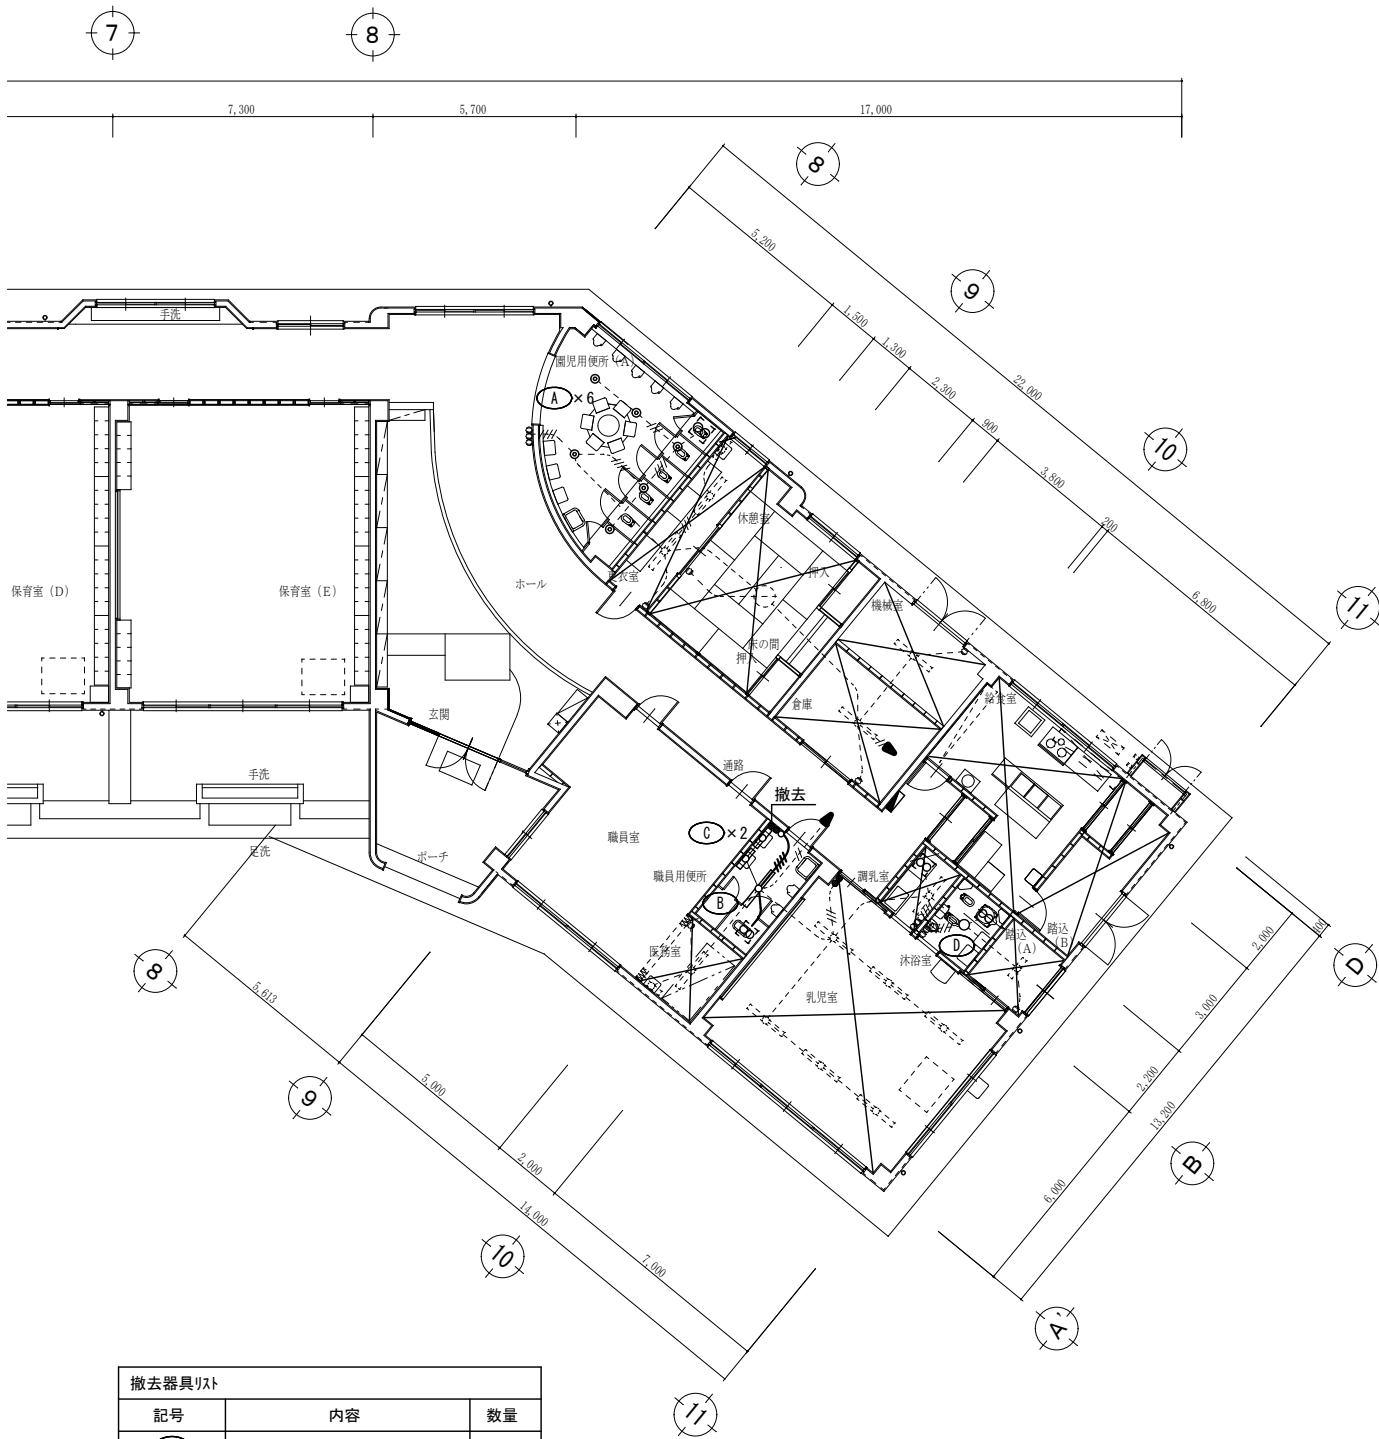 7
8
7,300
5,700
17,000
8
5,200
9
1,500
1,300
22,000
2,300
900
10
3,800
200
11
6,800
手洗
園児用便所（A）
A ×6
休憩室
押入
更衣室
機械室
保育室（D）
保育室（E）
ホール
床の間
押入
倉庫
給食室
玄関
通路
手洗
撤去
C ×2
職員室
足洗
ポーチ
職員用便所
調乳室
B
踏込
(A)
踏込
(B)
D
医務室
沐浴室
乳児室
8
5,613
2,000
100
D
3,000
9
5,000
2,200
13,200
B
2,000
14,000
6,000
10
7,000
A'
11
撤去器具リスト
記号 内容 数量